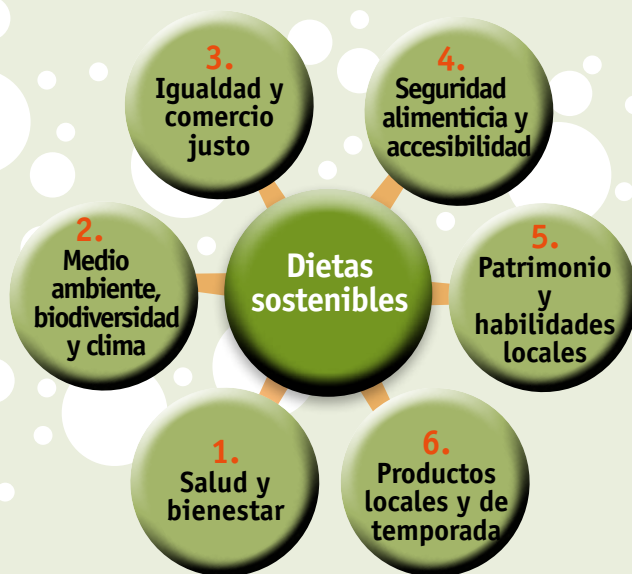 Dietas
sostenibles
1.
Salud y
bienestar
2.
Medio
ambiente,
biodiversidad
y clima
3.
Igualdad y
comercio
justo
4.
Seguridad
alimenticia y
accesibilidad
5.
Patrimonio
y
habilidades
locales
6.
Productos
locales y de
temporada